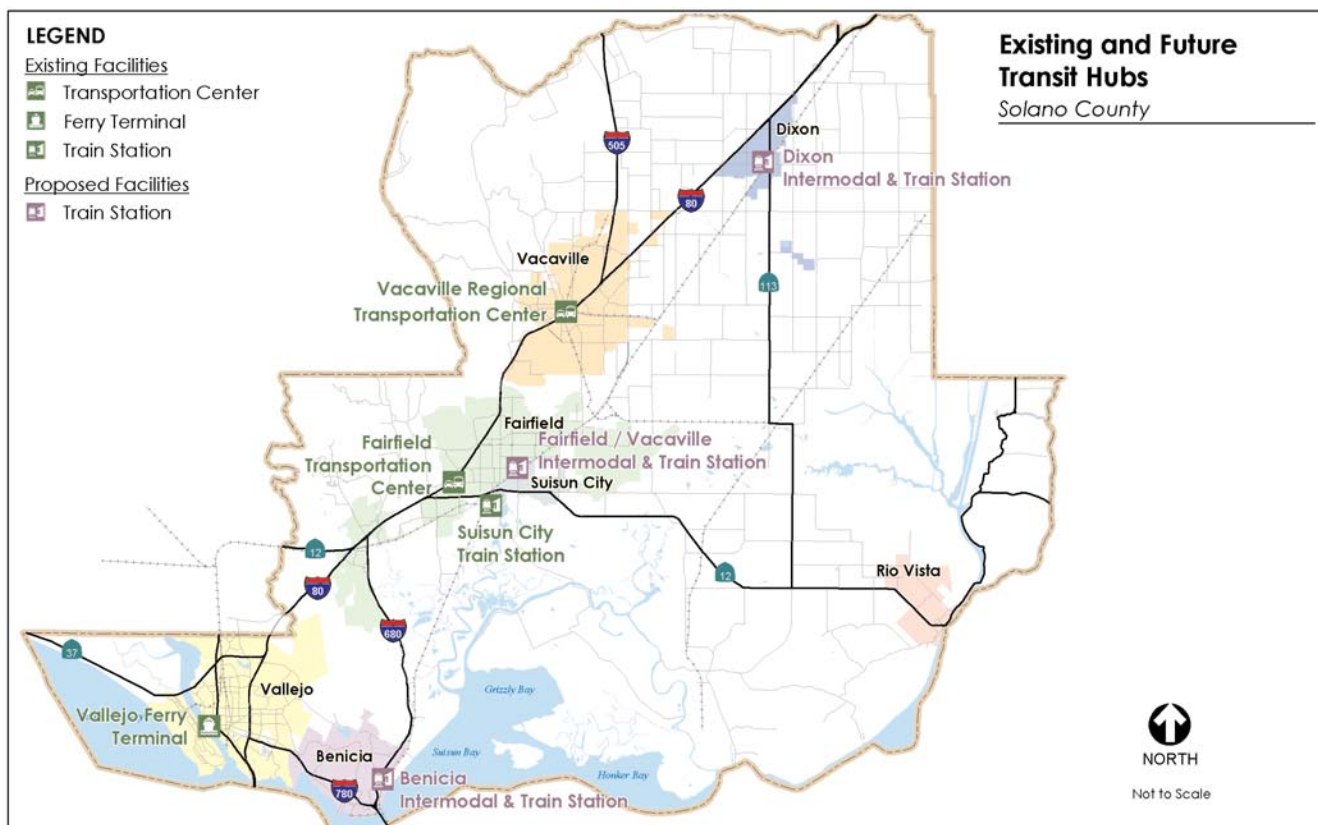 LEGEND
Existing Facilities
Transportation Center
Ferry Terminal
Train Station
Proposed Facilities
Train Station
Existing and Future
Transit Hubs
Solano County
505
80
Dixon
Dixon
Intermodal & Train Station
Vacaville
Vacaville Regional
Transportation Center
113
Fairfield
Fairfield / Vacaville
Intermodal & Train Station
Fairfield
Transportation
Center
Suisun City
Suisun City
Train Station
12
80
680
12
Rio Vista
37
Vallejo
Vallejo Ferry
Terminal
Grizzly Bay
Suisun Bay
Honker Bay
Benicia
780
Benicia
Intermodal & Train Station
NORTH
Not to Scale